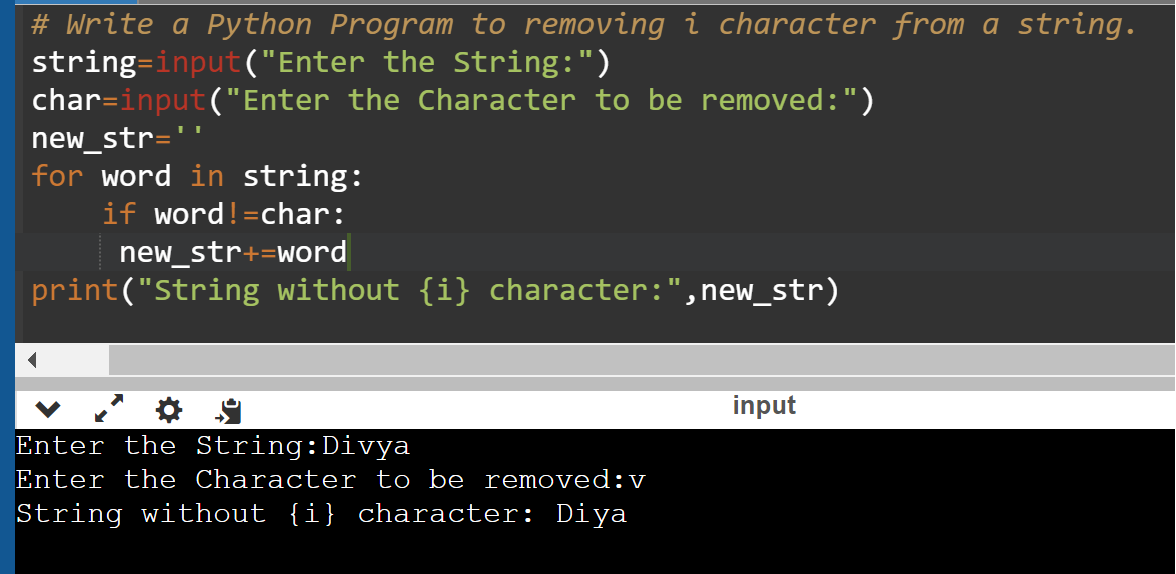 # Write a Python Program to removing i character from a string.
string=input("Enter the String:")
char=input("Enter the Character to be removed:")
new_str=''
for word in string:
    if word!=char:
     new_str+=word
print("String without {i} character:",new_str)
input
Enter the String:Divya
Enter the Character to be removed:v
String without {i} character: Diya